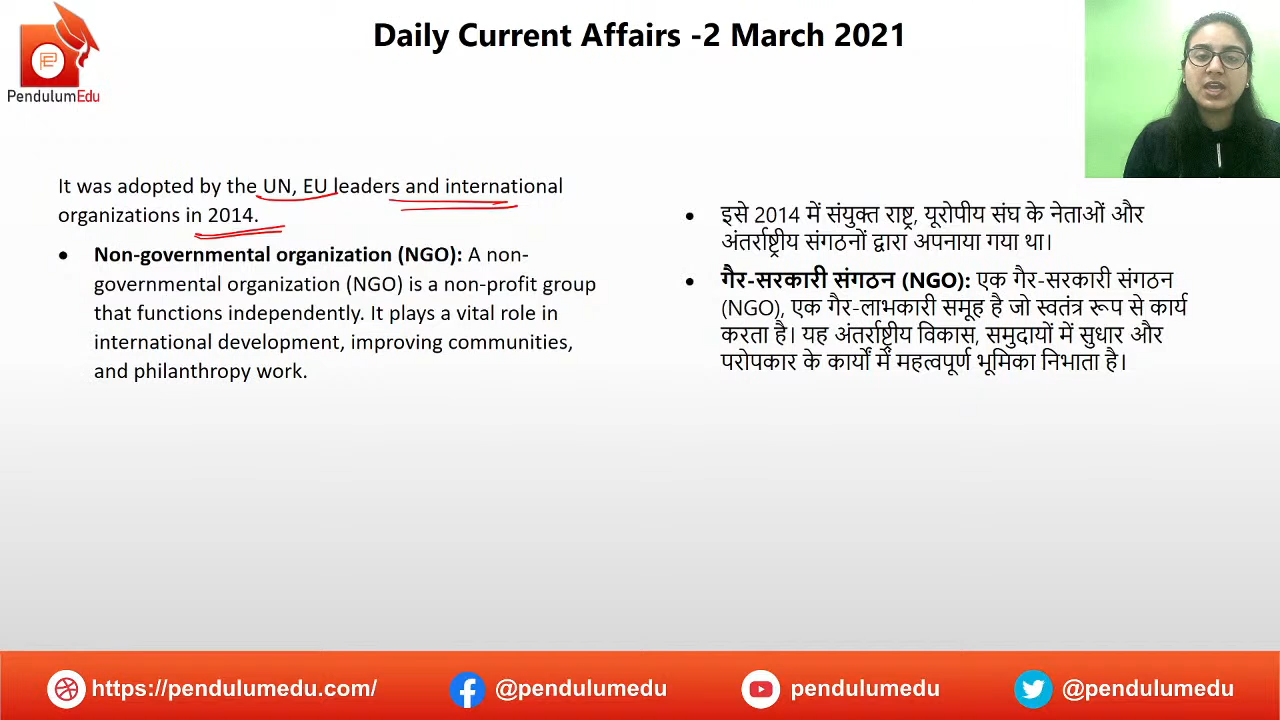 Daily Current Affairs -2 March 2021
PendulumEdu
It was adopted by the UN, EU leaders and international
organizations in 2014.
• Non-governmental organization (NGO): A non-
governmental organization (NGO) is a non-profit group
that functions independently. It plays a vital role in
international development, improving communities,
and philanthropy work.
• इसे 2014 में संयुक्त राष्ट्र, यूरोपीय संघ के नेताओं और
अंतर्राष्ट्रीय संगठनों द्वारा अपनाया गया था।
• गैर-सरकारी संगठन (NGO): एक गैर-सरकारी संगठन
(NGO), एक गैर-लाभकारी समूह है जो स्वतंत्र रूप से कार्य
करता है। यह अंतर्राष्ट्रीय विकास, समुदायों में सुधार और
परोपकार के कार्यों में महत्वपूर्ण भूमिका निभाता है।
https://pendulumedu.com/
@pendulumedu
pendulumedu
@pendulumedu